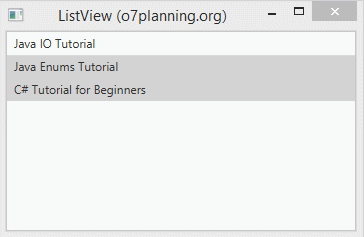 ListView (o7planning.org)
Java IO Tutorial
Java Enums Tutorial
C# Tutorial for Beginners